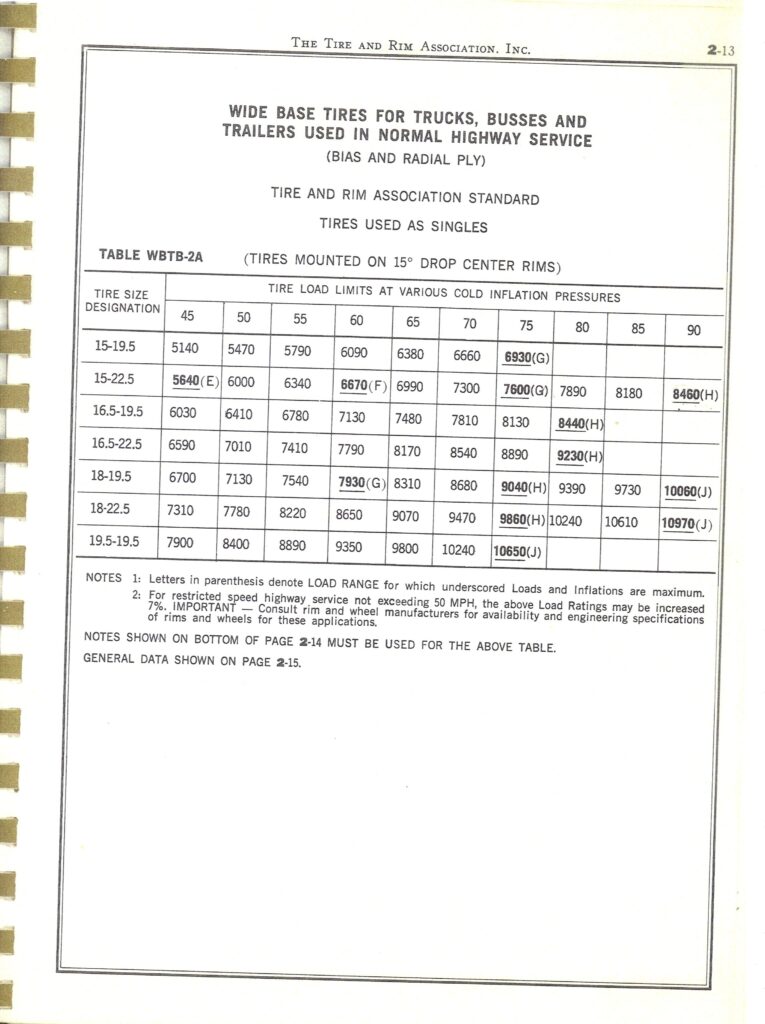 THE TIRE AND RIM ASSOCIATION, INC.
2-13
WIDE BASE TIRES FOR TRUCKS, BUSSES AND
TRAILERS USED IN NORMAL HIGHWAY SERVICE
(BIAS AND RADIAL PLY)
TIRE AND RIM ASSOCIATION STANDARD
TIRES USED AS SINGLES
TABLE WBTB-2A (TIRES MOUNTED ON 15° DROP CENTER RIMS)
TIRE SIZE DESIGNATION
TIRE LOAD LIMITS AT VARIOUS COLD INFLATION PRESSURES
45 50 55 60 65 70 75 80 85 90
15-19.5 5140 5470 5790 6090 6380 6660 6930(G)
15-22.5 5640(E) 6000 6340 6670(F) 6990 7300 7600(G) 7890 8180 8460(H)
16.5-19.5 6030 6410 6780 7130 7480 7810 8130 8440(H)
16.5-22.5 6590 7010 7410 7790 8170 8540 8890 9230(H)
18-19.5 6700 7130 7540 7930(G) 8310 8680 9040(H) 9390 9730 10060(J)
18-22.5 7310 7780 8220 8650 9070 9470 9860(H) 10240 10610 10970(J)
19.5-19.5 7900 8400 8890 9350 9800 10240 10650(J)
NOTES 1: Letters in parenthesis denote LOAD RANGE for which underscored Loads and Inflations are maximum.
2: For restricted speed highway service not exceeding 50 MPH, the above Load Ratings may be increased
7%. IMPORTANT — Consult rim and wheel manufacturers for availability and engineering specifications
of rims and wheels for these applications.
NOTES SHOWN ON BOTTOM OF PAGE 2-14 MUST BE USED FOR THE ABOVE TABLE.
GENERAL DATA SHOWN ON PAGE 2-15.